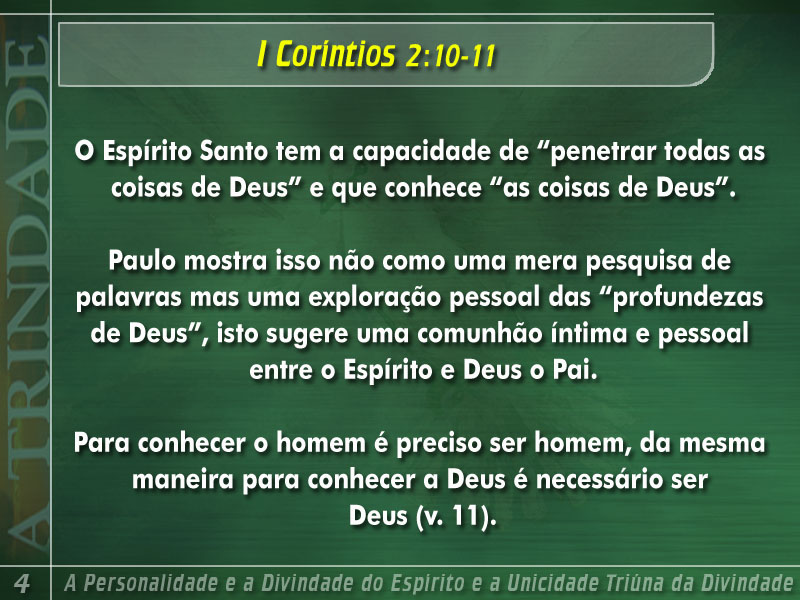 I Coríntios 2:10-11
O Espírito Santo tem a capacidade de “penetrar todas as
coisas de Deus” e que conhece “as coisas de Deus”.
Paulo mostra isso não como uma mera pesquisa de
palavras mas uma exploração pessoal das “profundezas
de Deus”, isto sugere uma comunhão íntima e pessoal
entre o Espírito e Deus o Pai.
Para conhecer o homem é preciso ser homem, da mesma
maneira para conhecer a Deus é necessário ser
Deus (v. 11).
A TRINDADE
4
A Personalidade e a Divindade do Espírito e a Unicidade Triúna da Divindade